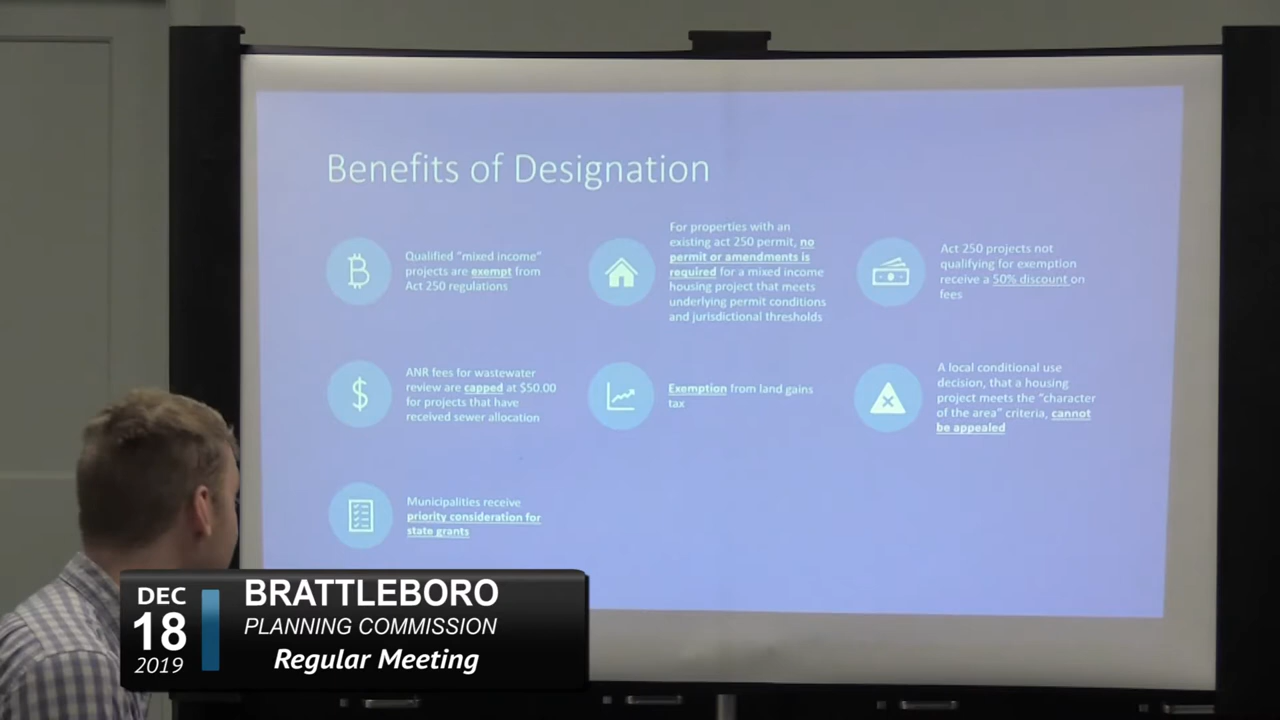 Benefits of Designation
Qualified “mixed income”
projects are exempt from
Act 250 regulations
For properties with an
existing act 250 permit, no
permit or amendments is
required for a mixed income
housing project that meets
underlying permit conditions
and jurisdictional thresholds
Act 250 projects not
qualifying for exemption
receive a 50% discount on
fees
ANR fees for wastewater
review are capped at $50.00
for projects that have
received sewer allocation
Exemption from land gains
tax
A local conditional use
decision, that a housing
project meets the “character
of the area” criteria, cannot
be appealed
Municipalities receive
priority consideration for
state grants
DEC
18
2019
BRATTLEBORO
PLANNING COMMISSION
Regular Meeting